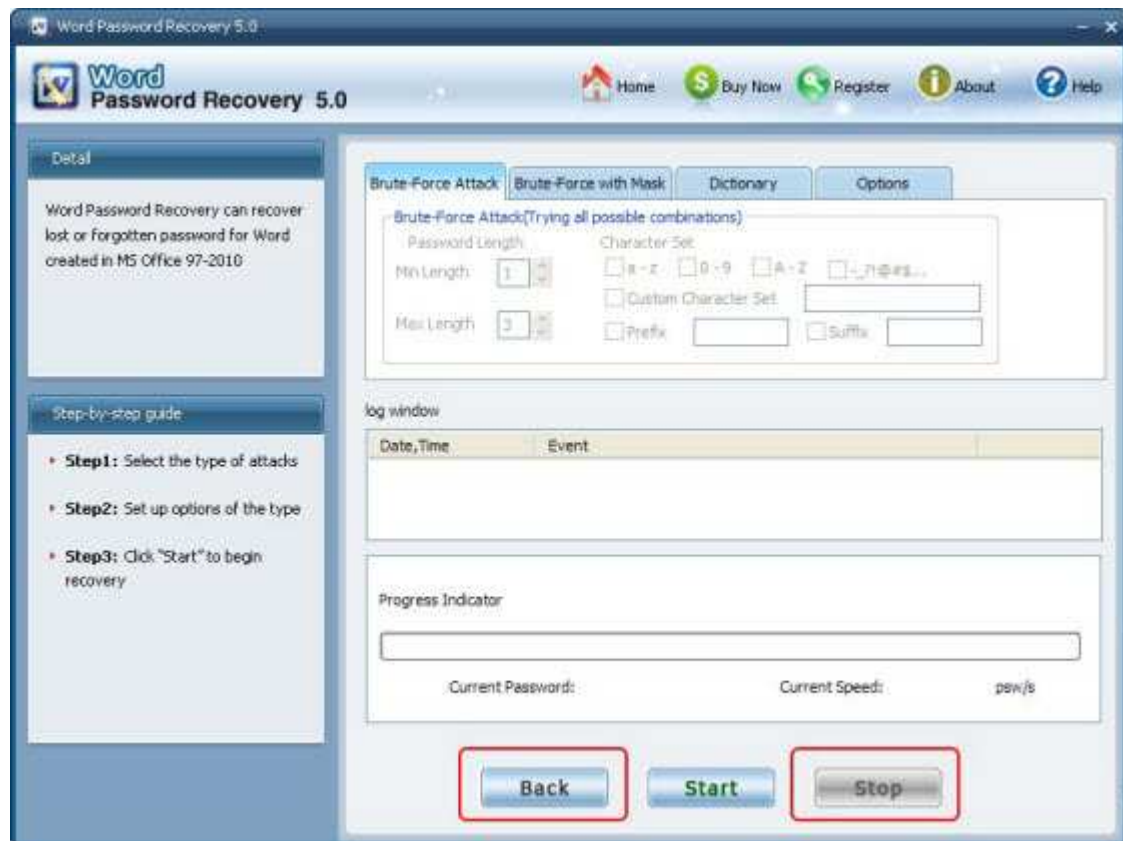 Word Password Recovery 5.0
Word
Password Recovery 5.0
Home Buy Now Register About Help
Detail
Word Password Recovery can recover
lost or forgotten password for Word
created in MS Office 97-2010
Step-by-step guide
Step1: Select the type of attacks
Step2: Set up options of the type
Step3: Click "Start" to begin
recovery
Brute-Force Attack Brute-Force with Mask Dictionary Options
Brute-Force Attack(Trying all possible combinations)
Password Length Character Set
Min Length 1 a - z 0 - 9 A - Z
Custom Character Set
Max Length 3 Prefix Suffix
log window
Date,Time Event
Progress Indicator
Current Password: Current Speed: psw/s
Back Start Stop